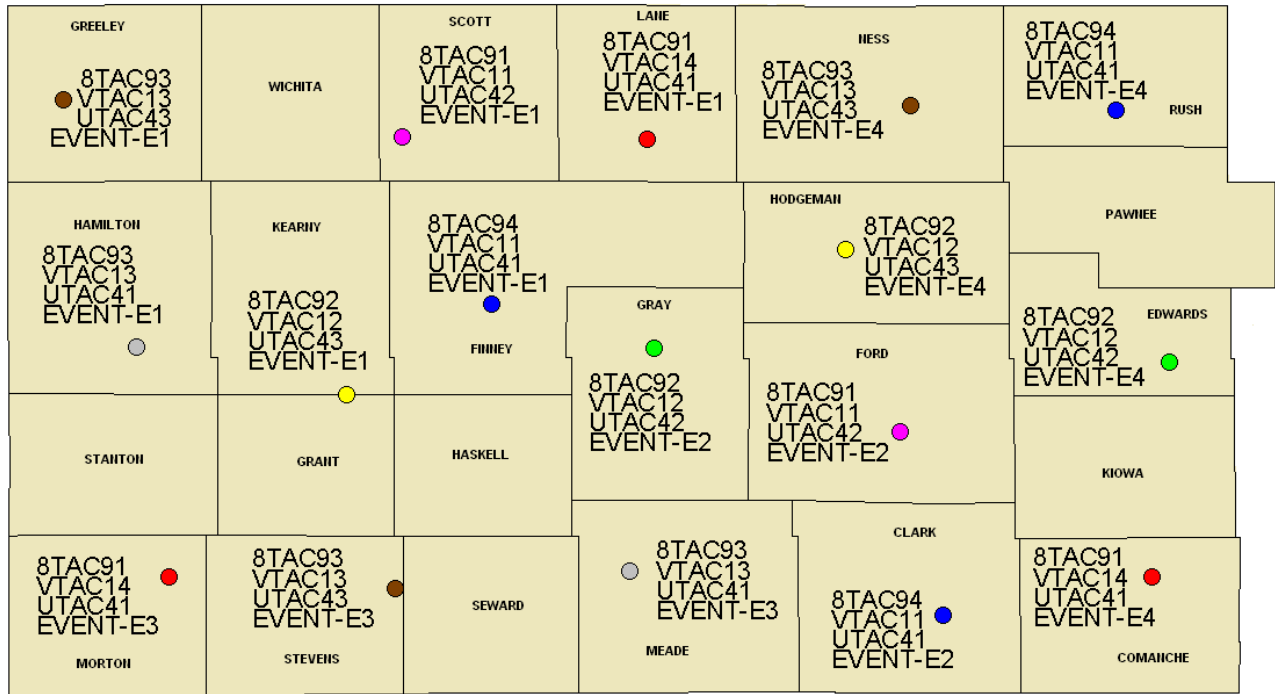 GREELEY
8TAC93
VTAC13
UTAC43
EVENT-E1
WICHITA
SCOTT
8TAC91
VTAC11
UTAC42
EVENT-E1
LANE
8TAC91
VTAC14
UTAC41
EVENT-E1
NESS
8TAC93
VTAC13
UTAC43
EVENT-E4
8TAC94
VTAC11
UTAC41
EVENT-E4
RUSH
HAMILTON
8TAC93
VTAC13
UTAC41
EVENT-E1
KEARNY
8TAC92
VTAC12
UTAC43
EVENT-E1
8TAC94
VTAC11
UTAC41
EVENT-E1
FINNEY
HODGEMAN
8TAC92
VTAC12
UTAC43
EVENT-E4
PAWNEE
GRAY
8TAC92
VTAC12
UTAC42
EVENT-E2
FORD
8TAC91
VTAC11
UTAC42
EVENT-E2
EDWARDS
8TAC92
VTAC12
UTAC42
EVENT-E4
STANTON
GRANT
HASKELL
KIOWA
8TAC91
VTAC14
UTAC41
EVENT-E3
MORTON
8TAC93
VTAC13
UTAC43
EVENT-E3
STEVENS
SEWARD
8TAC93
VTAC13
UTAC41
EVENT-E3
MEADE
CLARK
8TAC94
VTAC11
UTAC41
EVENT-E2
8TAC91
VTAC14
UTAC41
EVENT-E4
COMANCHE